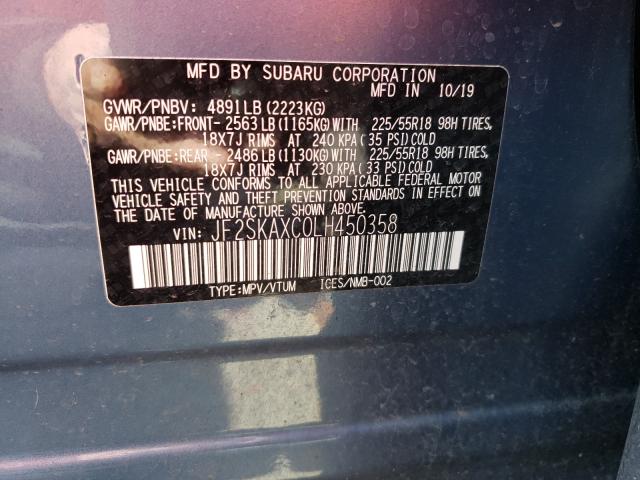 MFD BY SUBARU CORPORATION
MFD IN 10/19
GVWR/PNBV: 4891LB (2223KG)
GAWR/PNBE:FRONT- 2563 LB (1165KG) WITH 225/55R18 98H TIRES,
18X7J RIMS AT 240 KPA ( 35 PSI) COLD
GAWR/PNBE:REAR - 2486 LB (1130KG) WITH 225/55R18 98H TIRES,
18X7J RIMS AT 230 KPA ( 33 PSI) COLD
THIS VEHICLE CONFORMS TO ALL APPLICABLE FEDERAL MOTOR
VEHICLE SAFETY AND THEFT PREVENTION STANDARDS IN EFFECT ON
THE DATE OF MANUFACTURE SHOWN ABOVE.
VIN: JF2SKAXC0LH450358
TYPE:MPV/VTUM ICES/NMB-002